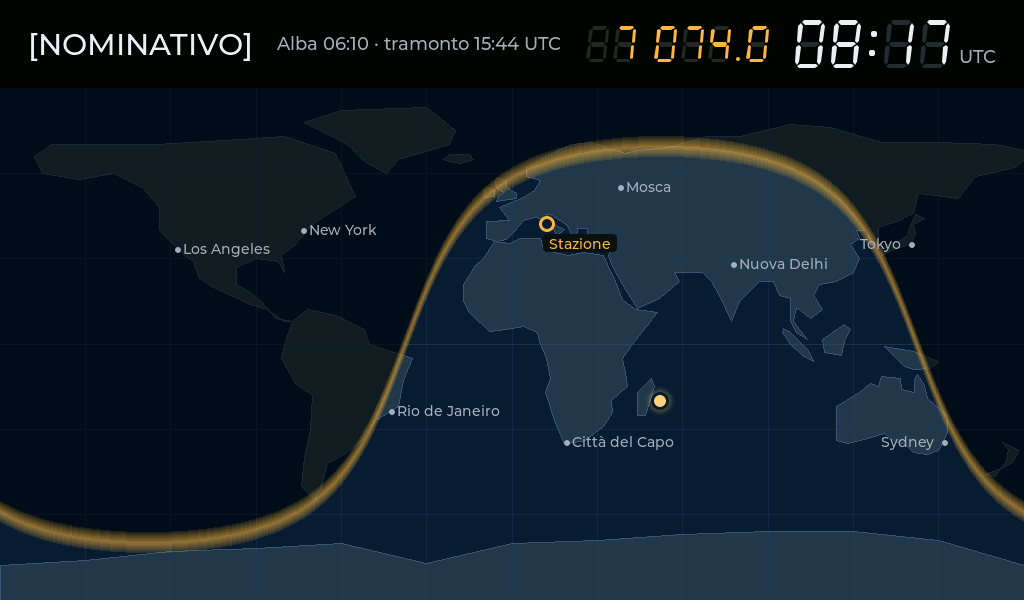 [NOMINATIVO] Alba 06:10 · tramonto 15:44 UTC 7 074.0 08:17 UTC
Mosca
New York
Los Angeles
Stazione
Tokyo
Nuova Delhi
Rio de Janeiro
Città del Capo
Sydney